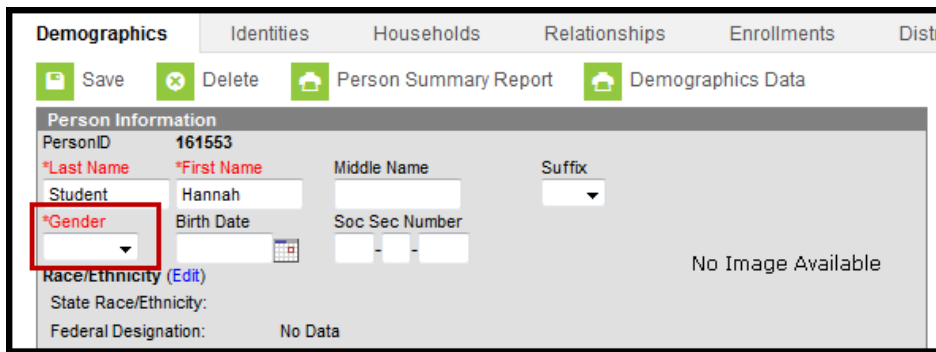 Demographics Identities Households Relationships Enrollments Distr
Save Delete Person Summary Report Demographics Data
Person Information
PersonID 161553
*Last Name *First Name Middle Name Suffix
Student Hannah
*Gender Birth Date Soc Sec Number
- -
No Image Available
Race/Ethnicity (Edit)
State Race/Ethnicity:
Federal Designation: No Data